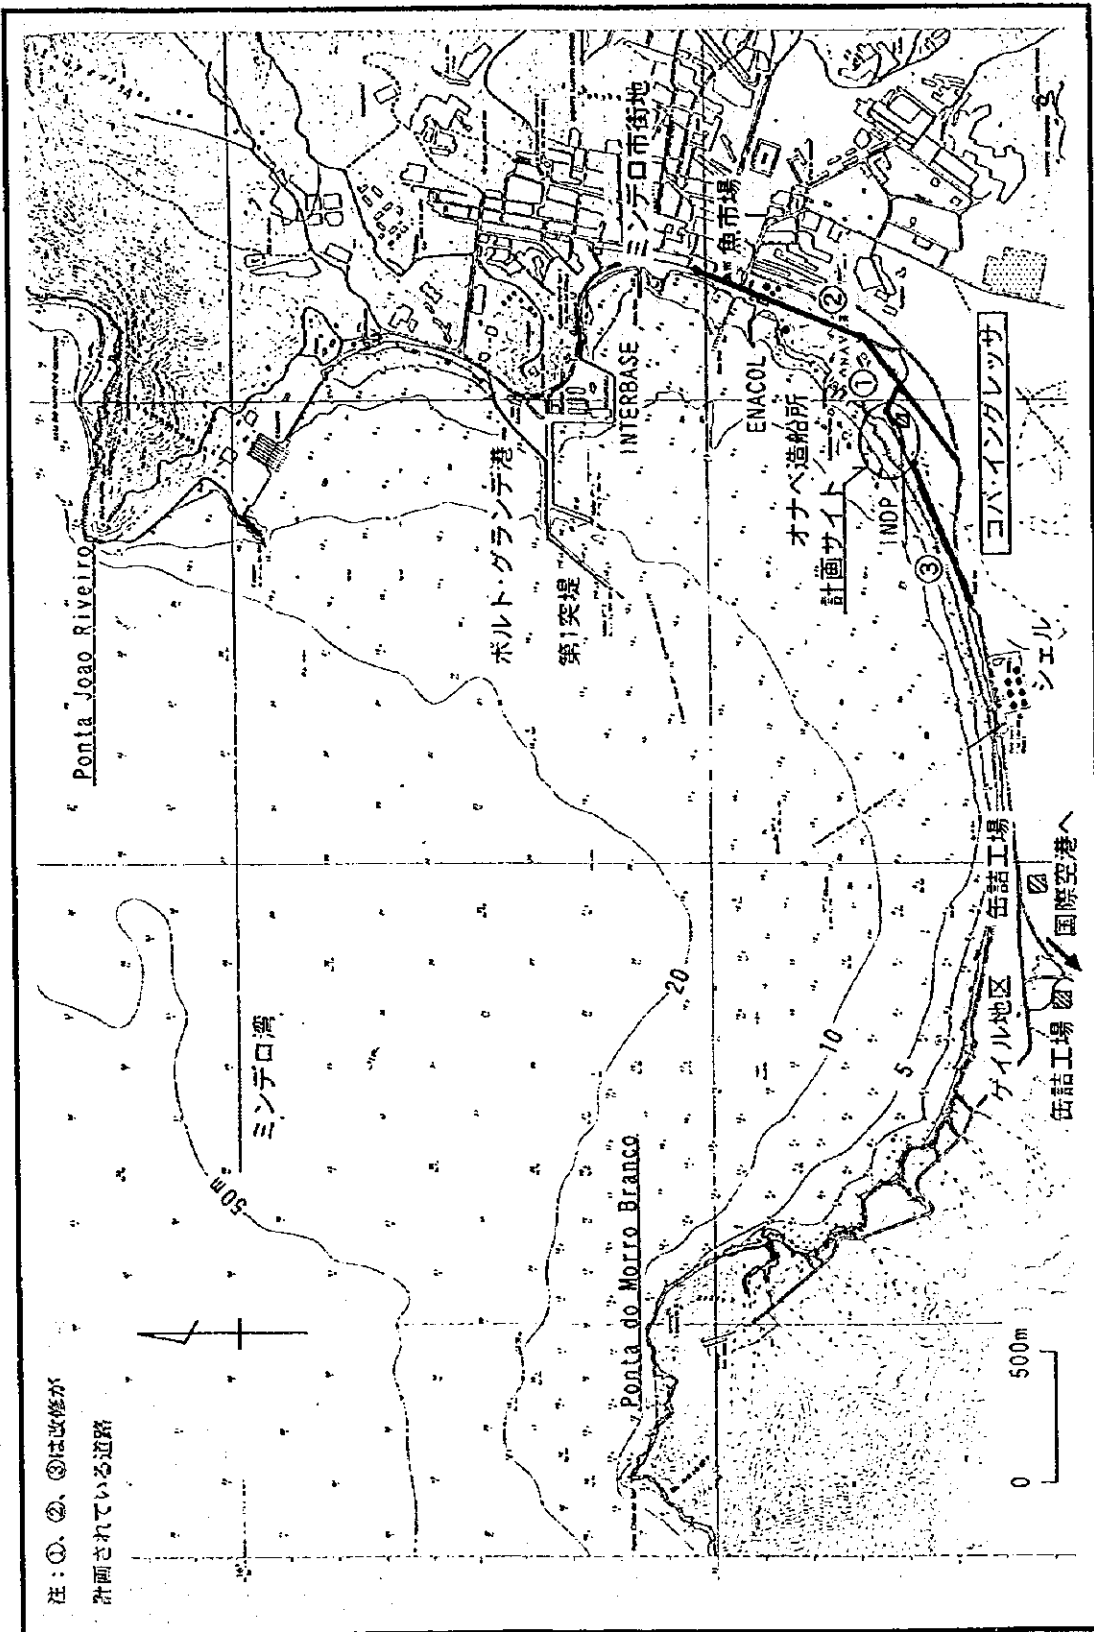 注：①、②、③は改修が
計画されている道路
Ponta Joao Riveiro
ミンデロ湾
50m
20
10
5
ポルト・グランデ港
第1突堤
INTERBASE
ミンデロ市街地
魚市場
ENACOL
オナベ造船所
計画サイト
INDP
①
②
③
コバ・イングレッサ
シェル
缶詰工場
国際空港へ
ゲイル地区
缶詰工場
Ponta do Morro Branco
0 500m